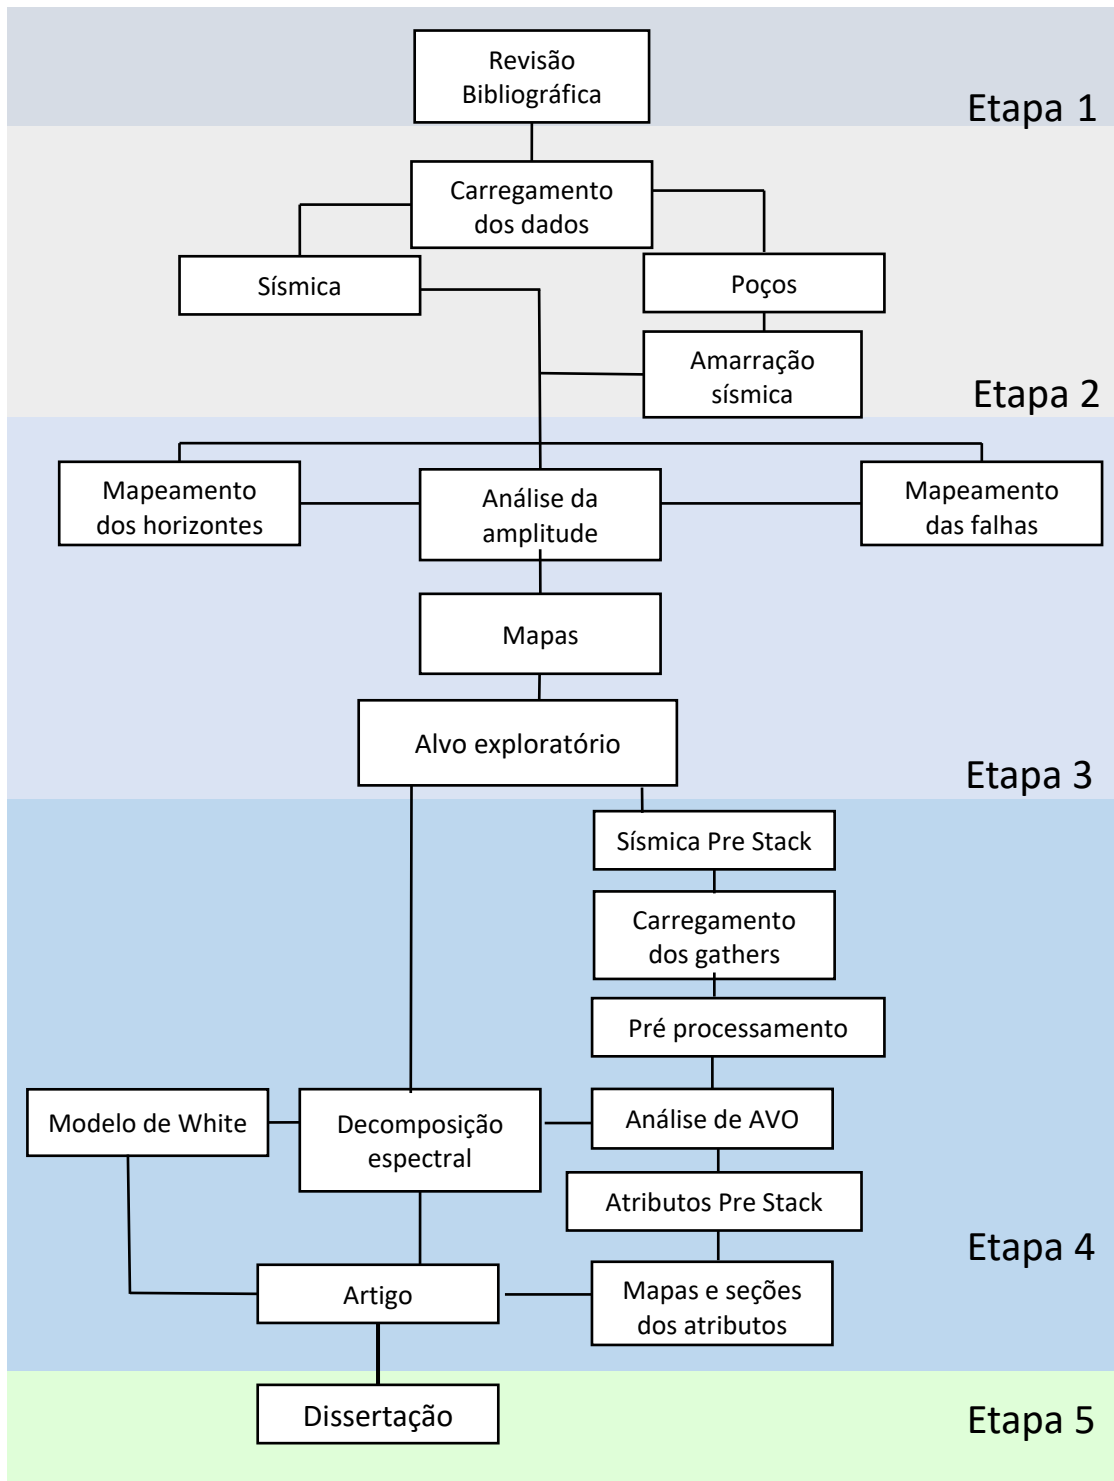 Revisão
Bibliográfica
Etapa 1
Carregamento
dos dados
Sísmica
Poços
Amarração
sísmica
Etapa 2
Mapeamento
dos horizontes
Análise da
amplitude
Mapeamento
das falhas
Mapas
Alvo exploratório
Etapa 3
Sísmica Pre Stack
Carregamento
dos gathers
Pré processamento
Modelo de White
Decomposição
espectral
Análise de AVO
Atributos Pre Stack
Etapa 4
Artigo
Mapas e seções
dos atributos
Dissertação
Etapa 5